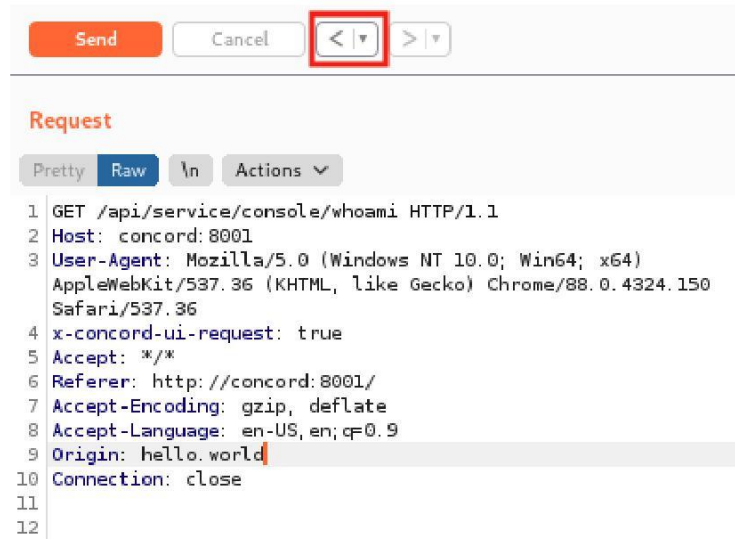 Send Cancel < | ▾ > | ▾
Request
Pretty Raw \n Actions
1 GET /api/service/console/whoami HTTP/1.1
2 Host: concord:8001
3 User-Agent: Mozilla/5.0 (Windows NT 10.0; Win64; x64)
AppleWebKit/537.36 (KHTML, like Gecko) Chrome/88.0.4324.150
Safari/537.36
4 x-concord-ui-request: true
5 Accept: */*
6 Referer: http://concord:8001/
7 Accept-Encoding: gzip, deflate
8 Accept-Language: en-US,en;q=0.9
9 Origin: hello.world
10 Connection: close
11
12